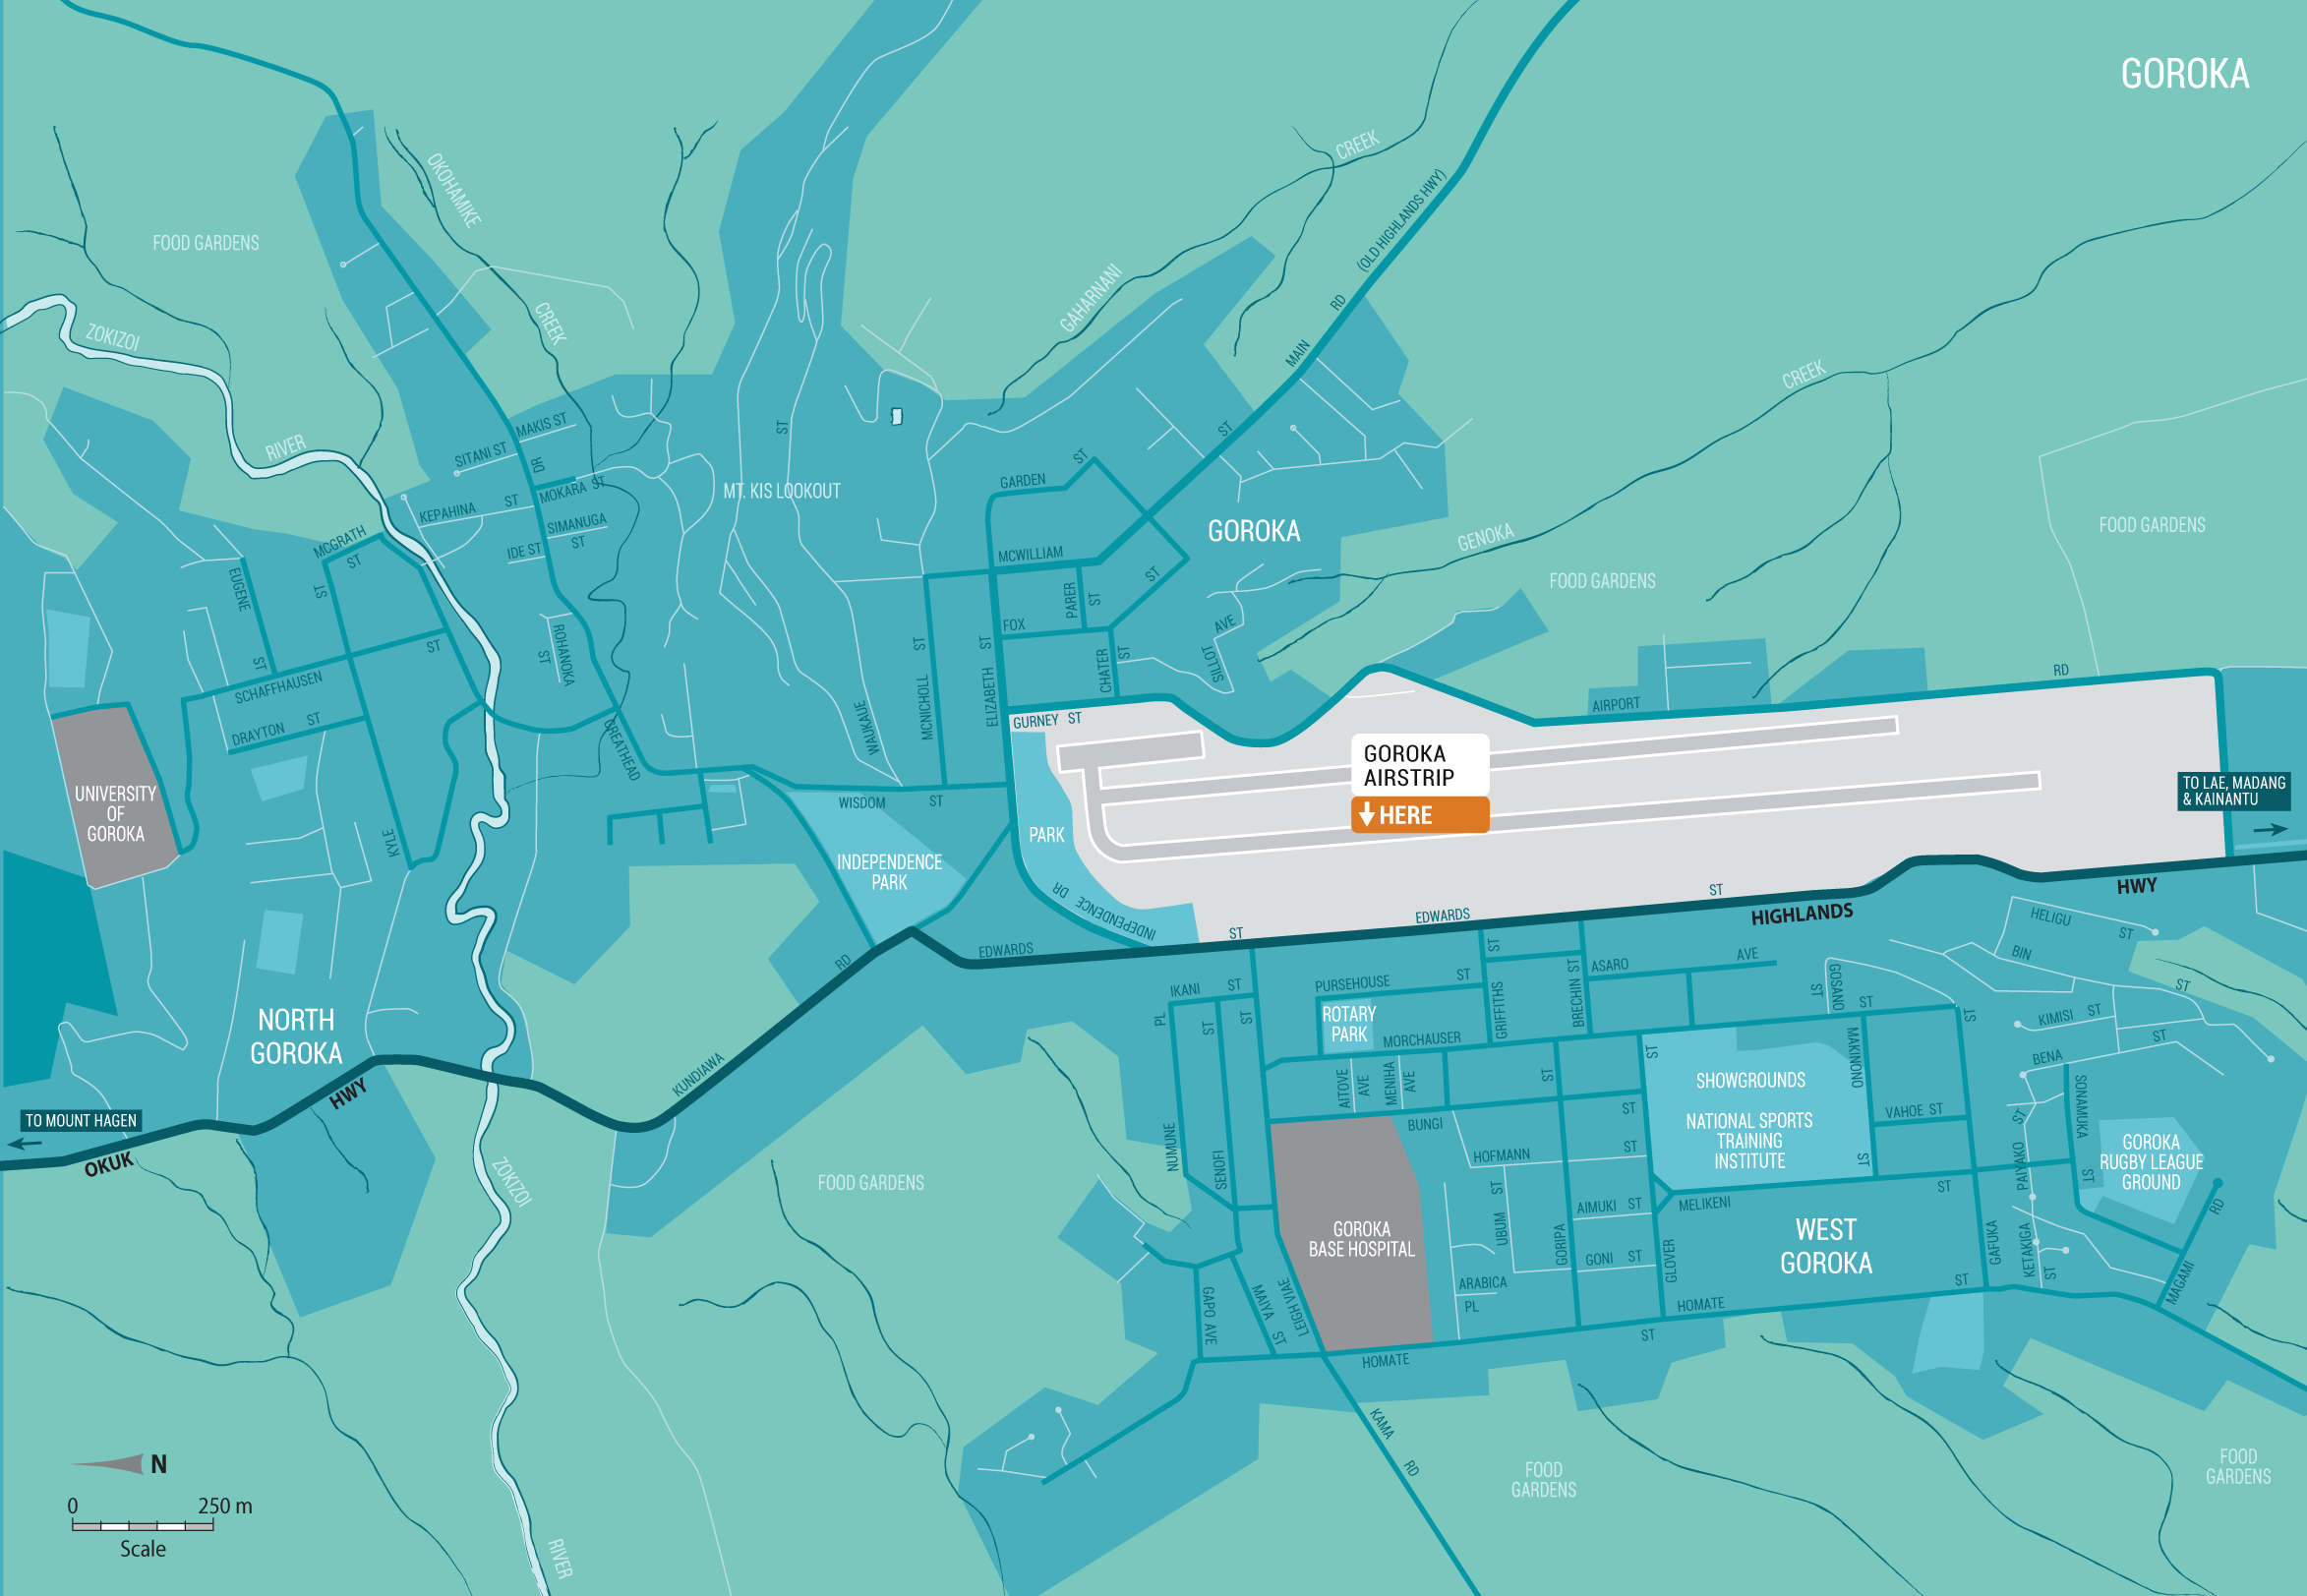 GOROKA
CREEK
OKOHAMIKE
(OLD HIGHLANDS HWY)
FOOD GARDENS
GAHARNANI
RD
CREEK
ZOKIZOI
MAIN
CREEK
ST
MAKIS ST
ST
RIVER
SITANI ST
DR
ST
GARDEN
MOKARA ST
MT. KIS LOOKOUT
KEPAHINA ST
SIMANUGA
ST
GOROKA
FOOD GARDENS
GENOKA
MCGRATH
ST
IDE ST
MCWILLIAM
FOOD GARDENS
EUGENE
ST
ST
PARER
ST
ST
FOX
AVE
SILLOT
ROHANOKA
ST
ST
ST
ELIZABETH
ST
MCNICHOLL
CHATER
ST
SCHAFFHAUSEN
ST
RD
AIRPORT
DRAYTON ST
GREATHEAD
WAUKAUE
GURNEY ST
GOROKA
AIRSTRIP
HERE
TO LAE, MADANG
& KAINANTU
UNIVERSITY
OF
GOROKA
WISDOM ST
PARK
KYLE
INDEPENDENCE
PARK
INDEPENDENCE DR
ST
HWY
EDWARDS
HIGHLANDS
ST
EDWARDS
RD
HELIGU
ST
BIN
ST
ST
ASARO
AVE
BRECHIN ST
GRIFFITHS
PURSEHOUSE
ST
IKANI
ST
PL
ST
ST
GOSANO
ST
ST
ST
ROTARY
PARK
MORCHAUSER
KIMISI ST
NORTH
GOROKA
ST
MAKINONO
ST
BENA
ST
KUNDIAWA
HWY
AITOVE
AVE
MENIHA
AVE
ST
SHOWGROUNDS
NATIONAL SPORTS
TRAINING
INSTITUTE
VAHOE ST
SONAMUKA
ST
TO MOUNT HAGEN
OKUK
BUNGI
ST
ST
HOFMANN
PAIYAKO
ST
GOROKA
RUGBY LEAGUE
GROUND
NUMUNE
SENOFI
ZOKIZOI
FOOD GARDENS
UBUM
ST
AIMUKI ST
MELIKENI
ST
GOROKA
BASE HOSPITAL
GORIPA
GLOVER
WEST
GOROKA
GAFUKA
KETAKIGA
ST
RD
MAGAMI
GONI ST
ARABICA
PL
GAPO AVE
MAIYA
ST
LEIGH VIAE
HOMATE
ST
ST
HOMATE
KAMA
RD
FOOD
GARDENS
FOOD
GARDENS
N
0 250 m
Scale
RIVER